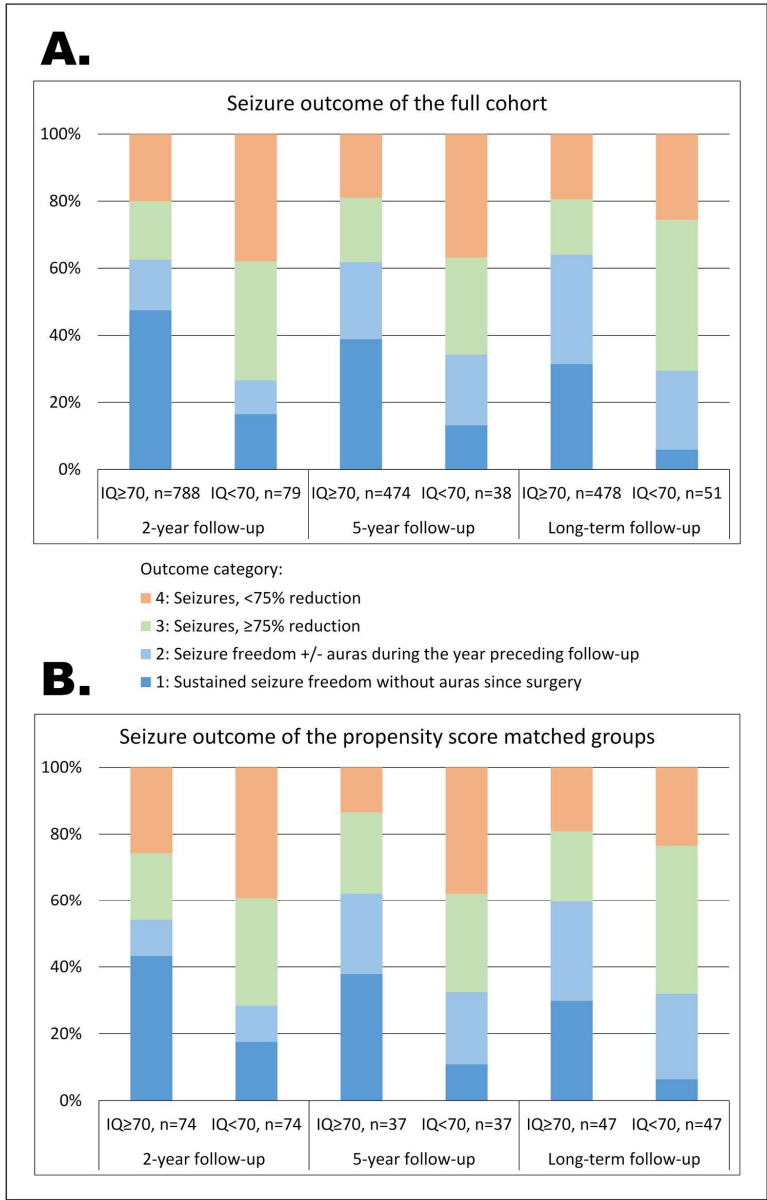 A.
Seizure outcome of the full cohort
100%
80%
60%
40%
20%
0%
IQ≥70, n=788 IQ<70, n=79 IQ≥70, n=474 IQ<70, n=38 IQ≥70, n=478 IQ<70, n=51
2-year follow-up 5-year follow-up Long-term follow-up
Outcome category:
4: Seizures, <75% reduction
3: Seizures, ≥75% reduction
2: Seizure freedom +/- auras during the year preceding follow-up
1: Sustained seizure freedom without auras since surgery
B.
Seizure outcome of the propensity score matched groups
100%
80%
60%
40%
20%
0%
IQ≥70, n=74 IQ<70, n=74 IQ≥70, n=37 IQ<70, n=37 IQ≥70, n=47 IQ<70, n=47
2-year follow-up 5-year follow-up Long-term follow-up